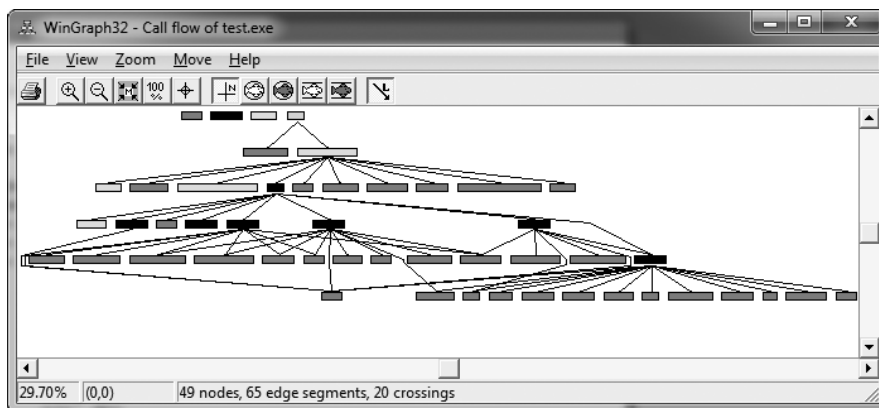 WinGraph32 - Call flow of test.exe
File View Zoom Move Help
100 %
N
29.70% (0,0) 49 nodes, 65 edge segments, 20 crossings